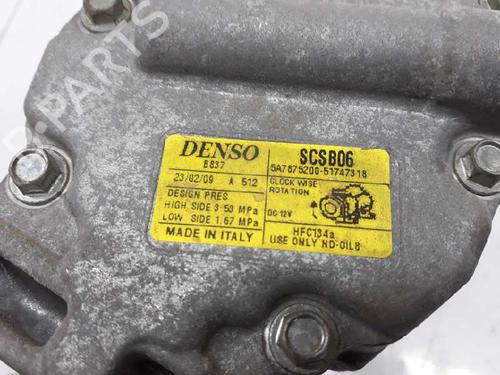 DENSO
E837
SCSB06
5A7875200-51747318
23/02/09 A 512
CLOCK WISE
ROTATION
DESIGN PRES
HIGH SIDE 3.53 MPa
LOW SIDE 1.67 MPa
DC 12V
HFC134a
MADE IN ITALY
USE ONLY ND-OIL8
B-PARTS